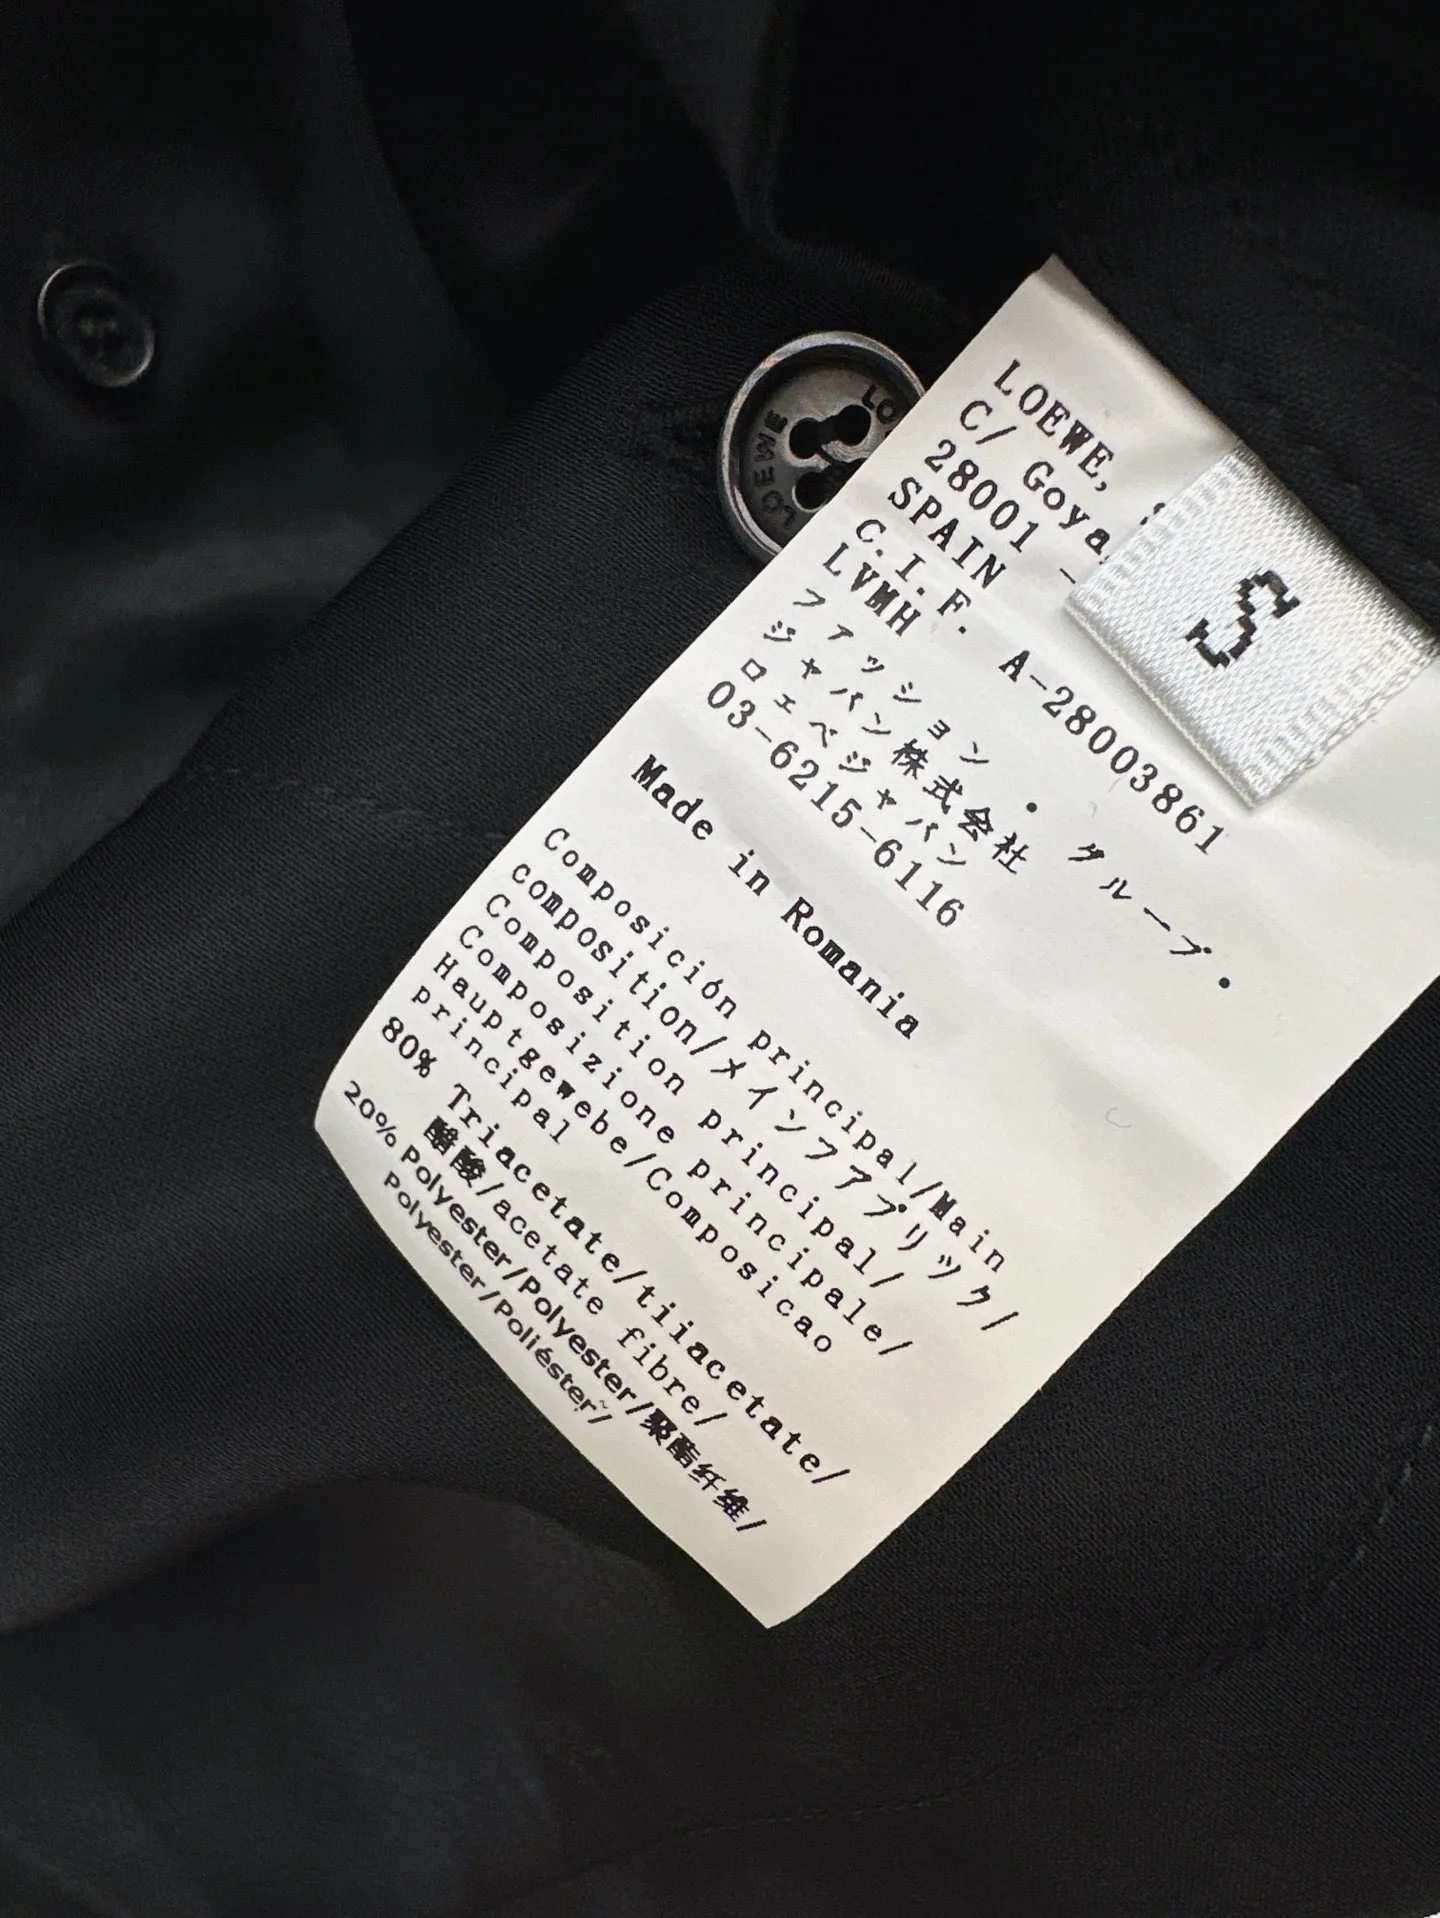 LOEWE
LO
LOEWE,
C/ Goya,
28001 -
SPAIN
C.I.F. A-28003861
LVMH
ファッション・グループ・
ジャパン株式会社
ロエベジャパン
03-6215-6116
Made in Romania
Composición principal/Main
composition/メインファブリック/
Composition principal/
Composizione principale/
Hauptgewebe/Composicao
principal
80% Triacetate/tiiacetate/
醋酸/acetate fibre/
20% Polyester/Polyester/聚酯纤维/
Polyester/Poliéster/
S